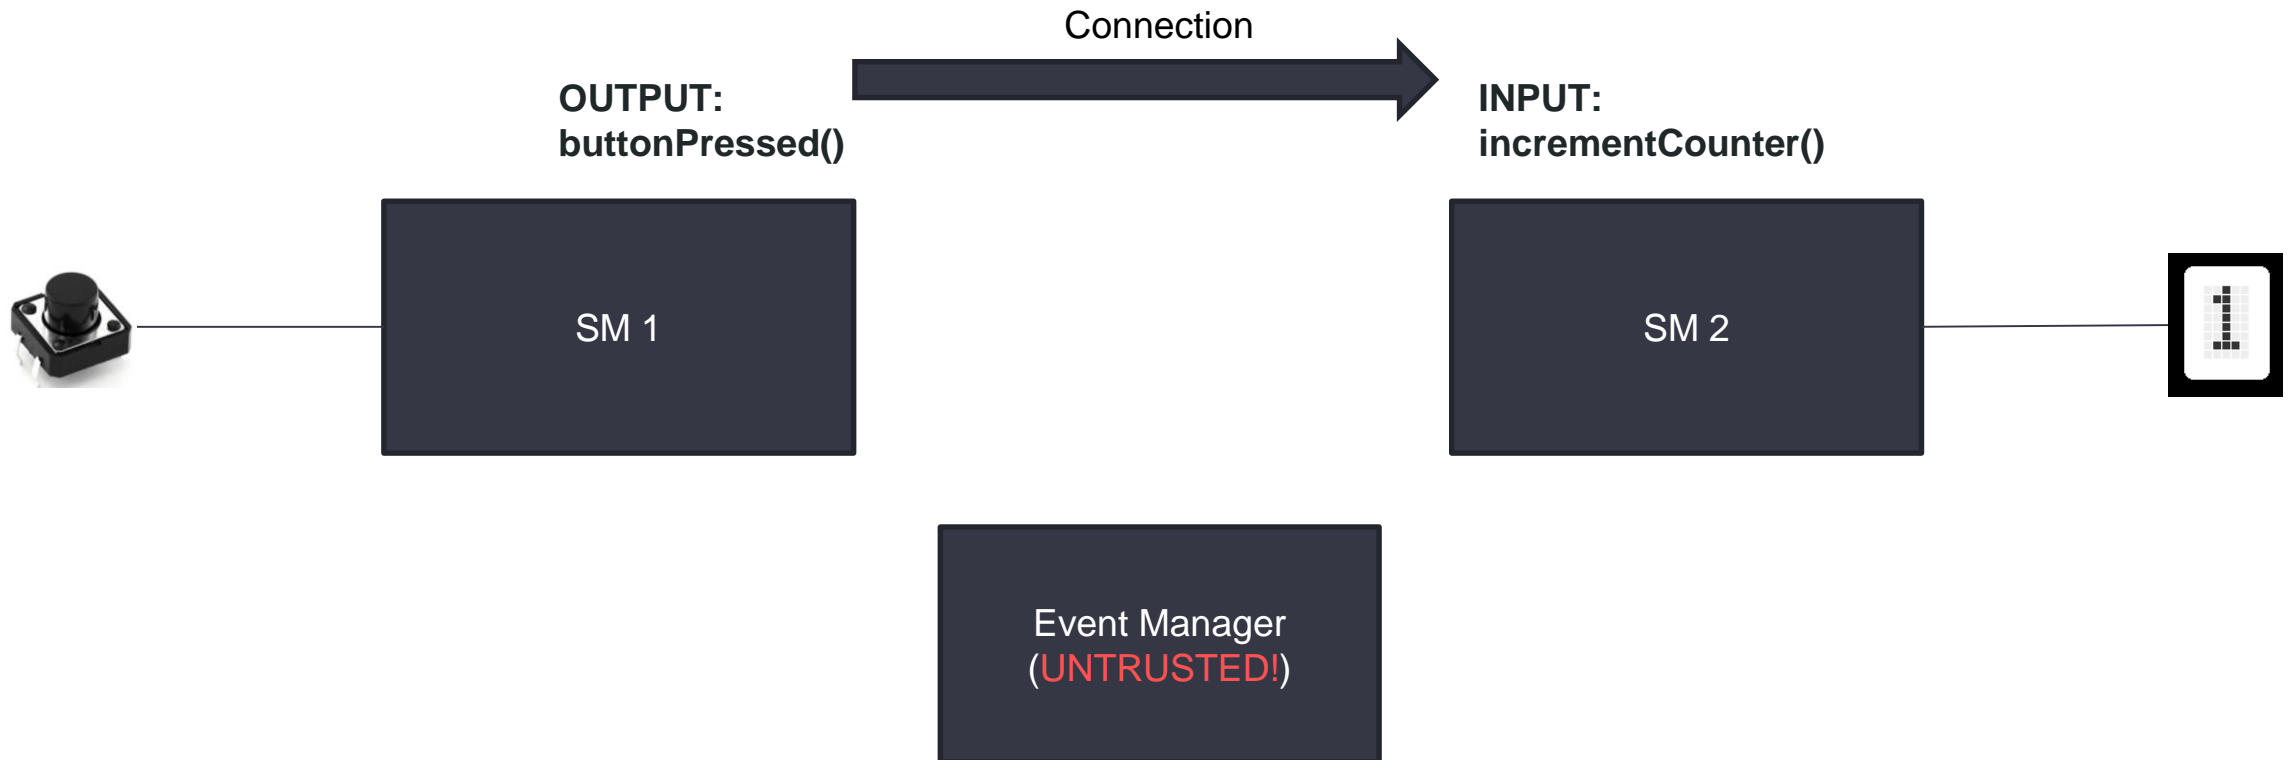 Connection
OUTPUT:
buttonPressed()
INPUT:
incrementCounter()
SM 1
SM 2
1
Event Manager
(UNTRUSTED!)